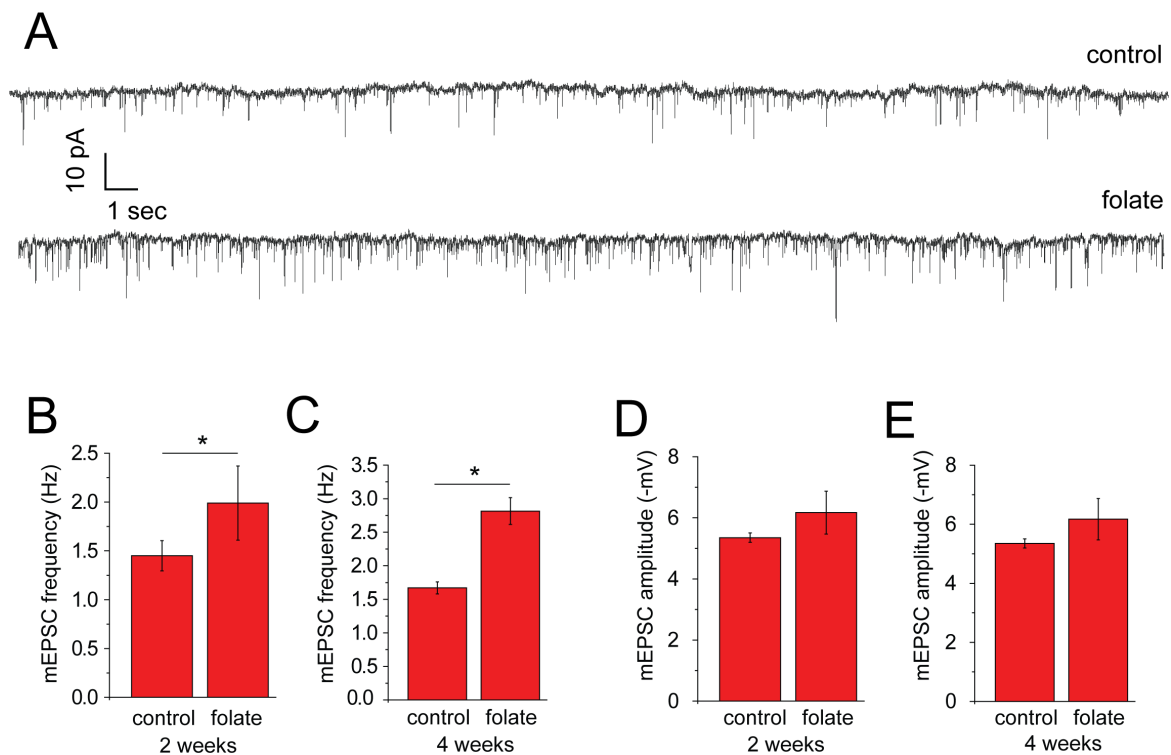 A
control
10 pA
1 sec
folate
B
mEPSC frequency (Hz)
2.5
2.0
1.5
1.0
0.5
0.0
*
control folate
2 weeks
C
mEPSC frequency (Hz)
3.5
3.0
2.5
2.0
1.5
1.0
0.5
0.0
*
control folate
4 weeks
D
mEPSC amplitude (-mV)
8
6
4
2
0
control folate
2 weeks
E
mEPSC amplitude (-mV)
8
6
4
2
0
control folate
4 weeks